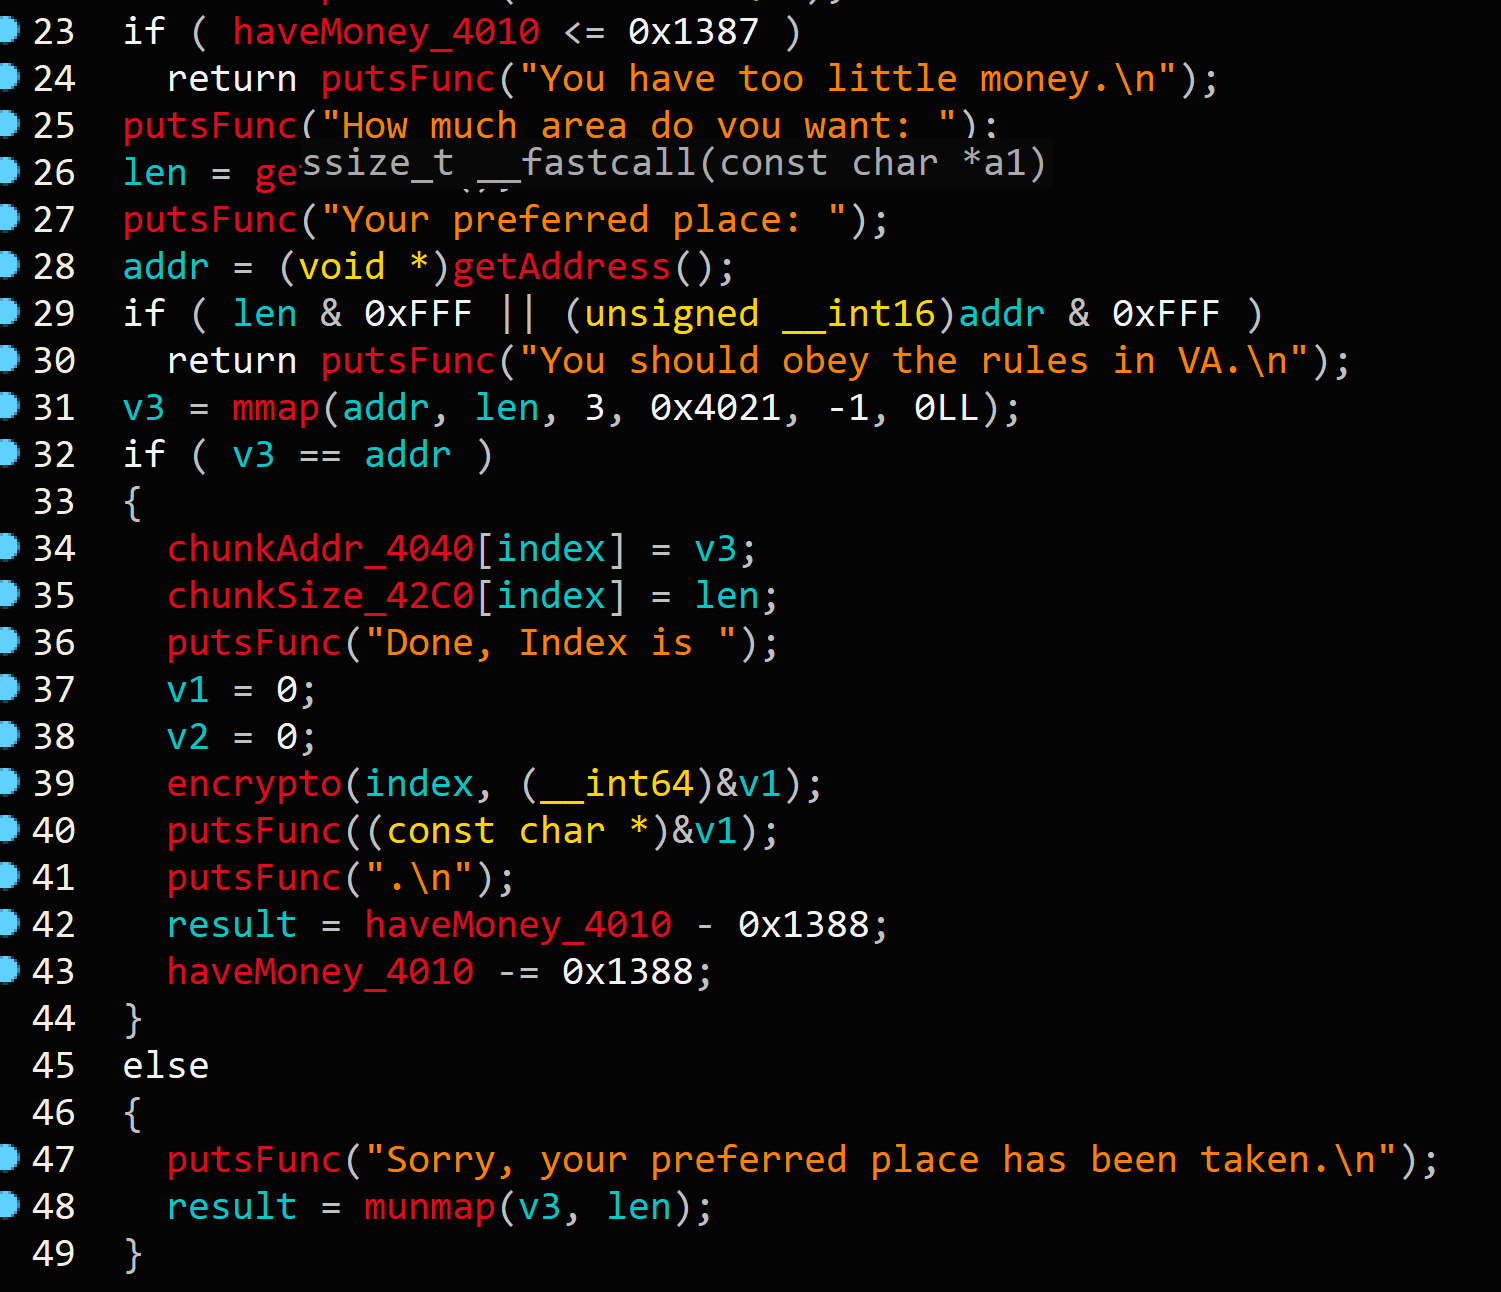 23 if ( haveMoney_4010 <= 0x1387 )
24 return putsFunc("You have too little money.\n");
25 putsFunc("How much area do you want: ");
26 len = ge
ssize_t __fastcall(const char *a1)
27 putsFunc("Your preferred place: ");
28 addr = (void *)getAddress();
29 if ( len & 0xFFF || (unsigned __int16)addr & 0xFFF )
30 return putsFunc("You should obey the rules in VA.\n");
31 v3 = mmap(addr, len, 3, 0x4021, -1, 0LL);
32 if ( v3 == addr )
33 {
34 chunkAddr_4040[index] = v3;
35 chunkSize_42C0[index] = len;
36 putsFunc("Done, Index is ");
37 v1 = 0;
38 v2 = 0;
39 encrypto(index, (__int64)&v1);
40 putsFunc((const char *)&v1);
41 putsFunc(".\n");
42 result = haveMoney_4010 - 0x1388;
43 haveMoney_4010 -= 0x1388;
44 }
45 else
46 {
47 putsFunc("Sorry, your preferred place has been taken.\n");
48 result = munmap(v3, len);
49 }